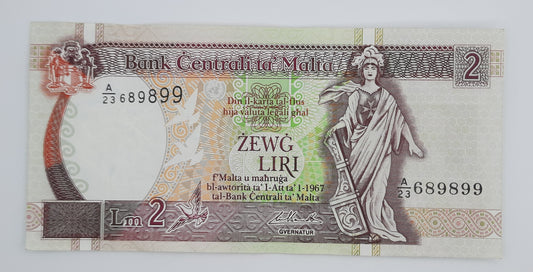 Bank Ċentrali ta' Malta
2
A/23 689899
Din il-karta tal-flus
hija valuta legali għal
ŻEWĠ
LIRI
f'Malta u maħruġa
bl-awtorità ta' l-Att ta' l-1967
tal-Bank Ċentrali ta' Malta
A/23 689899
Lm 2
GVERNATUR